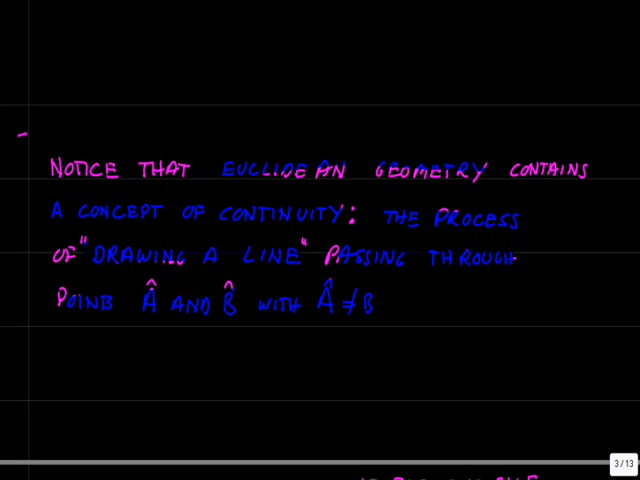 - NOTICE THAT EUCLIDEAN GEOMETRY CONTAINS
A CONCEPT OF CONTINUITY: THE PROCESS
OF "DRAWING A LINE" PASSING THROUGH
POINTS Â AND B̂ WITH Â ≠ B
3/13